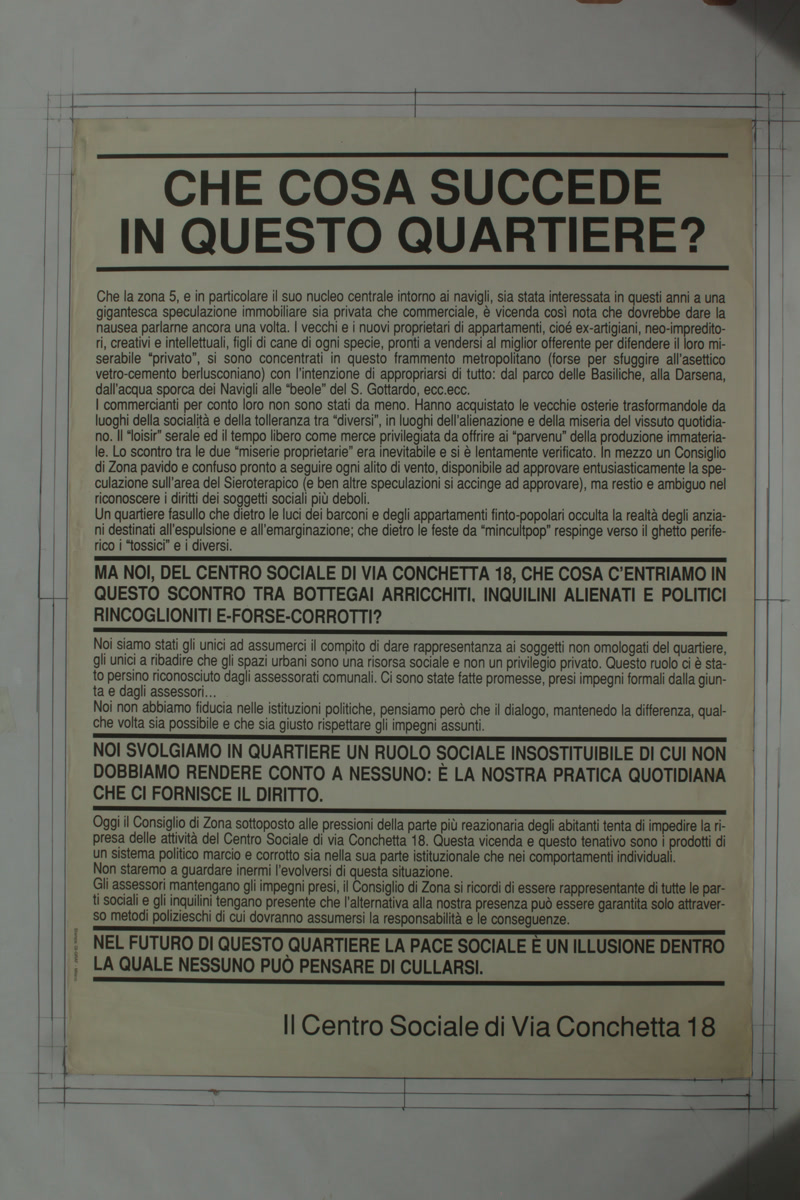 CHE COSA SUCCEDE
IN QUESTO QUARTIERE?
Che la zona 5, e in particolare il suo nucleo centrale intorno ai navigli, sia stata interessata in questi anni a una
gigantesca speculazione immobiliare sia privata che commerciale, è vicenda così nota che dovrebbe dare la
nausea parlarne ancora una volta. I vecchi e i nuovi proprietari di appartamenti, cioé ex-artigiani, neo-impredito-
ri, creativi e intellettuali, figli di cane di ogni specie, pronti a vendersi al miglior offerente per difendere il loro mi-
serabile “privato”, si sono concentrati in questo frammento metropolitano (forse per sfuggire all'asettico
vetro-cemento berlusconiano) con l'intenzione di appropriarsi di tutto: dal parco delle Basiliche, alla Darsena,
dall'acqua sporca dei Navigli alle “beole” del S. Gottardo, ecc.ecc.
I commercianti per conto loro non sono stati da meno. Hanno acquistato le vecchie osterie trasformandole da
luoghi della socialità e della tolleranza tra “diversi”, in luoghi dell'alienazione e della miseria del vissuto quotidia-
no. Il “loisir” serale ed il tempo libero come merce privilegiata da offrire ai “parvenu” della produzione immateria-
le. Lo scontro tra le due “miserie proprietarie” era inevitabile e si è lentamente verificato. In mezzo un Consiglio
di Zona pavido e confuso pronto a seguire ogni alito di vento, disponibile ad approvare entusiasticamente la spe-
culazione sull'area del Sieroterapico (e ben altre speculazioni si accinge ad approvare), ma restio e ambiguo nel
riconoscere i diritti dei soggetti sociali più deboli.
Un quartiere fasullo che dietro le luci dei barconi e degli appartamenti finto-popolari occulta la realtà degli anzia-
ni destinati all'espulsione e all'emarginazione; che dietro le feste da “mincultpop” respinge verso il ghetto perife-
rico i “tossici” e i diversi.
MA NOI, DEL CENTRO SOCIALE DI VIA CONCHETTA 18, CHE COSA C'ENTRIAMO IN
QUESTO SCONTRO TRA BOTTEGAI ARRICCHITI, INQUILINI ALIENATI E POLITICI
RINCOGLIONITI E-FORSE-CORROTTI?
Noi siamo stati gli unici ad assumerci il compito di dare rappresentanza ai soggetti non omologati del quartiere,
gli unici a ribadire che gli spazi urbani sono una risorsa sociale e non un privilegio privato. Questo ruolo ci è sta-
to persino riconosciuto dagli assessorati comunali. Ci sono state fatte promesse, presi impegni formali dalla giun-
ta e dagli assessori...
Noi non abbiamo fiducia nelle istituzioni politiche, pensiamo però che il dialogo, mantenedo la differenza, qual-
che volta sia possibile e che sia giusto rispettare gli impegni assunti.
NOI SVOLGIAMO IN QUARTIERE UN RUOLO SOCIALE INSOSTITUIBILE DI CUI NON
DOBBIAMO RENDERE CONTO A NESSUNO: È LA NOSTRA PRATICA QUOTIDIANA
CHE CI FORNISCE IL DIRITTO.
Oggi il Consiglio di Zona sottoposto alle pressioni della parte più reazionaria degli abitanti tenta di impedire la ri-
presa delle attività del Centro Sociale di via Conchetta 18. Questa vicenda e questo tenativo sono i prodotti di
un sistema politico marcio e corrotto sia nella sua parte istituzionale che nei comportamenti individuali.
Non staremo a guardare inermi l'evolversi di questa situazione.
Gli assessori mantengano gli impegni presi, il Consiglio di Zona si ricordi di essere rappresentante di tutte le par-
ti sociali e gli inquilini tengano presente che l'alternativa alla nostra presenza può essere garantita solo attraver-
so metodi polizieschi di cui dovranno assumersi la responsabilità e le conseguenze.
NEL FUTURO DI QUESTO QUARTIERE LA PACE SOCIALE È UN ILLUSIONE DENTRO
LA QUALE NESSUNO PUÒ PENSARE DI CULLARSI.
Il Centro Sociale di Via Conchetta 18